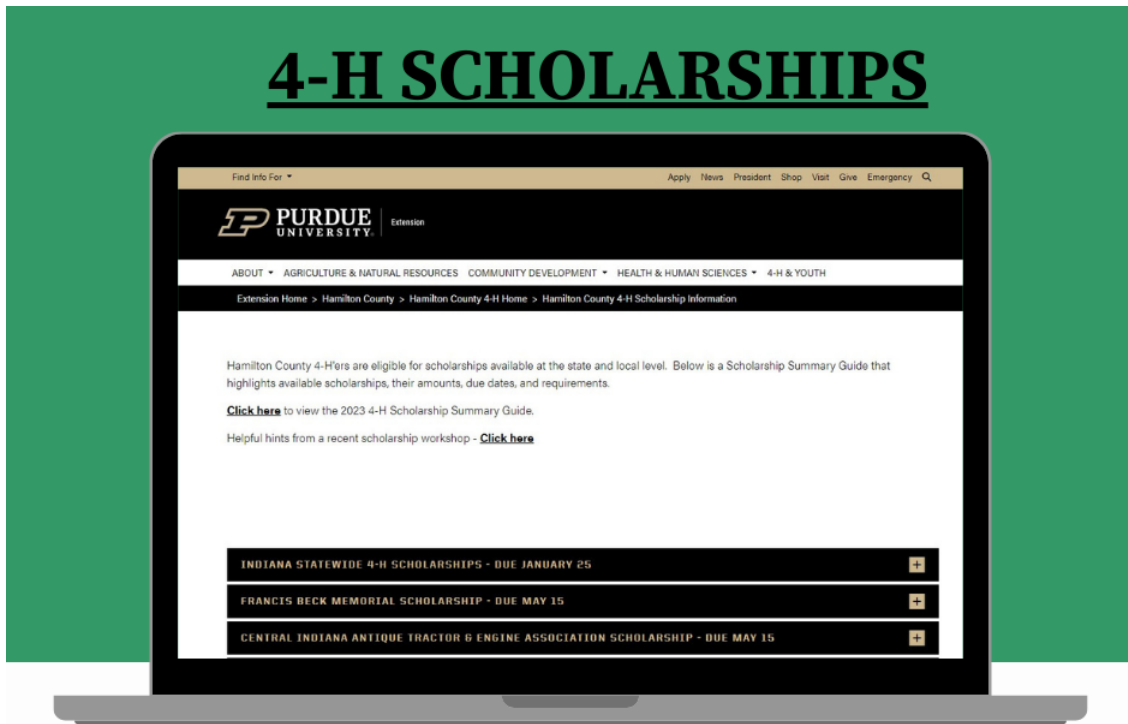 4-H SCHOLARSHIPS
Find Info For
Apply News President Shop Visit Give Emergency
PURDUE
UNIVERSITY.
Extension
ABOUT AGRICULTURE & NATURAL RESOURCES COMMUNITY DEVELOPMENT HEALTH & HUMAN SCIENCES 4-H & YOUTH
Extension Home > Hamilton County > Hamilton County 4-H Home > Hamilton County 4-H Scholarship Information
Hamilton County 4-H'ers are eligible for scholarships available at the state and local level. Below is a Scholarship Summary Guide that
highlights available scholarships, their amounts, due dates, and requirements.
Click here to view the 2023 4-H Scholarship Summary Guide.
Helpful hints from a recent scholarship workshop - Click here
INDIANA STATEWIDE 4-H SCHOLARSHIPS - DUE JANUARY 25
FRANCIS BECK MEMORIAL SCHOLARSHIP - DUE MAY 15
CENTRAL INDIANA ANTIQUE TRACTOR & ENGINE ASSOCIATION SCHOLARSHIP - DUE MAY 15